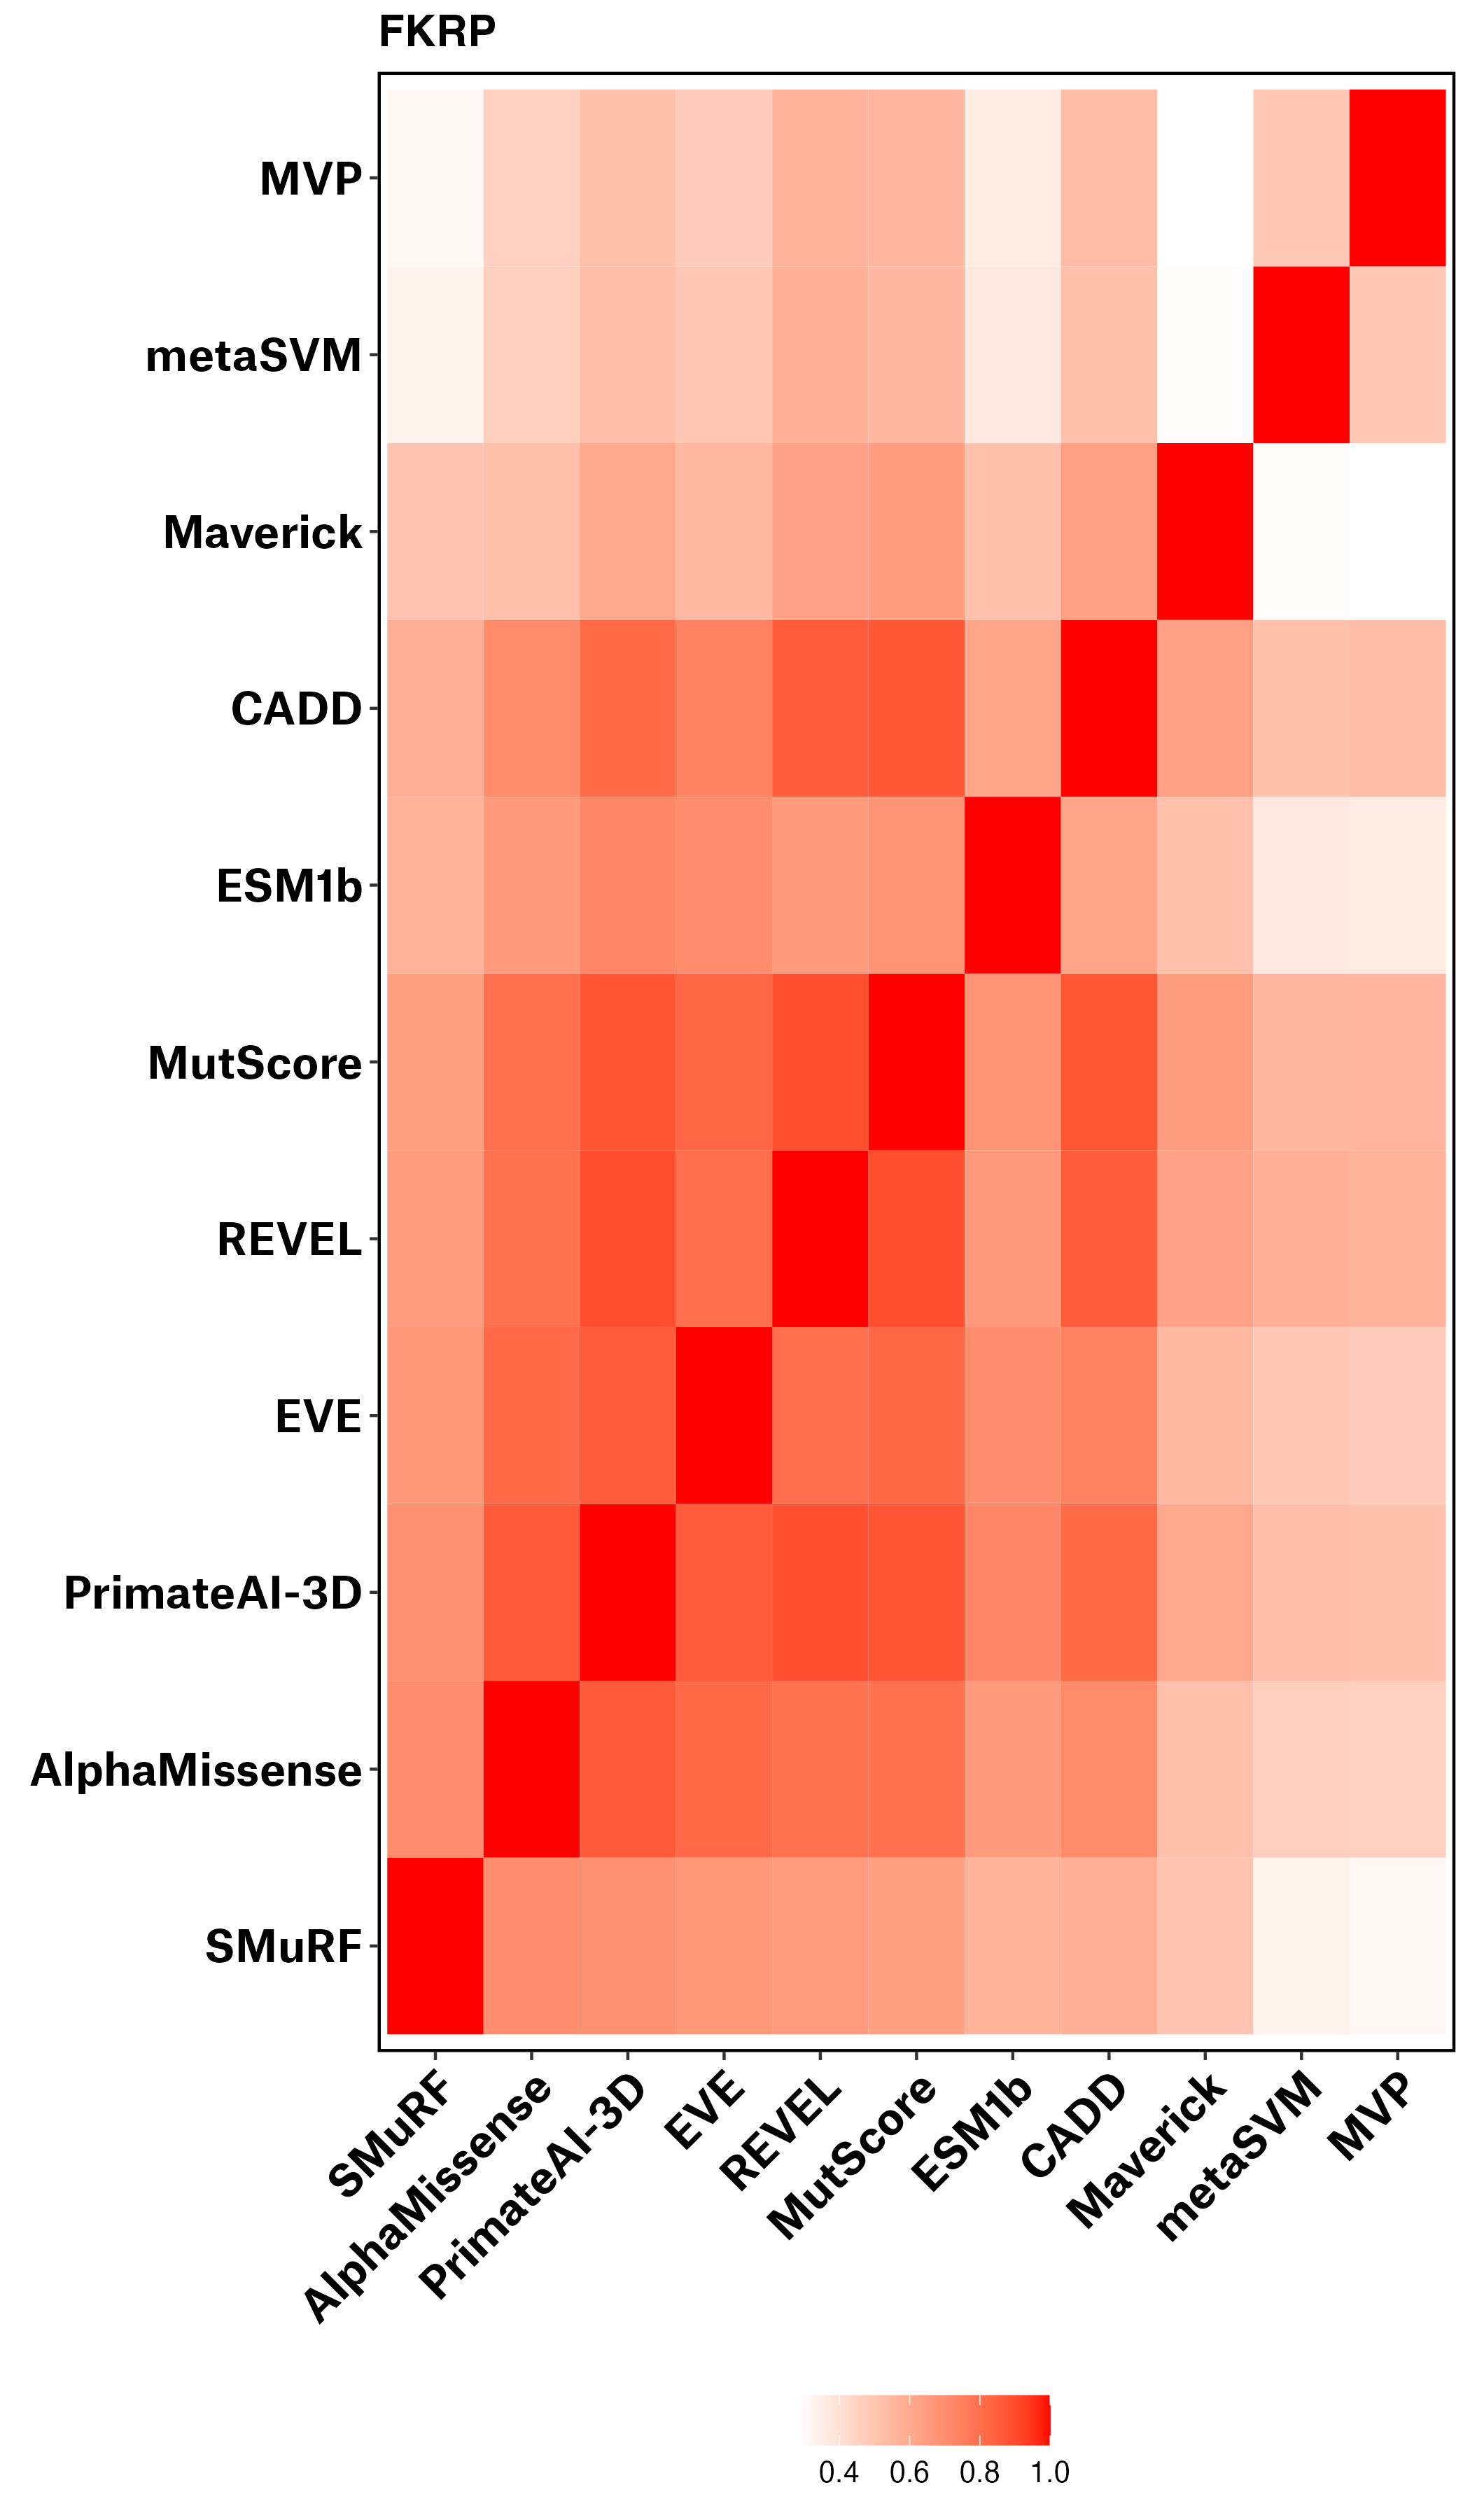 FKRP
MVP
metaSVM
Maverick
CADD
ESM1b
MutScore
REVEL
EVE
PrimateAI-3D
AlphaMissense
SMuRF
SMuRF
AlphaMissense
PrimateAI-3D
EVE
REVEL
MutScore
ESM1b
CADD
Maverick
metaSVM
MVP
0.4 0.6 0.8 1.0